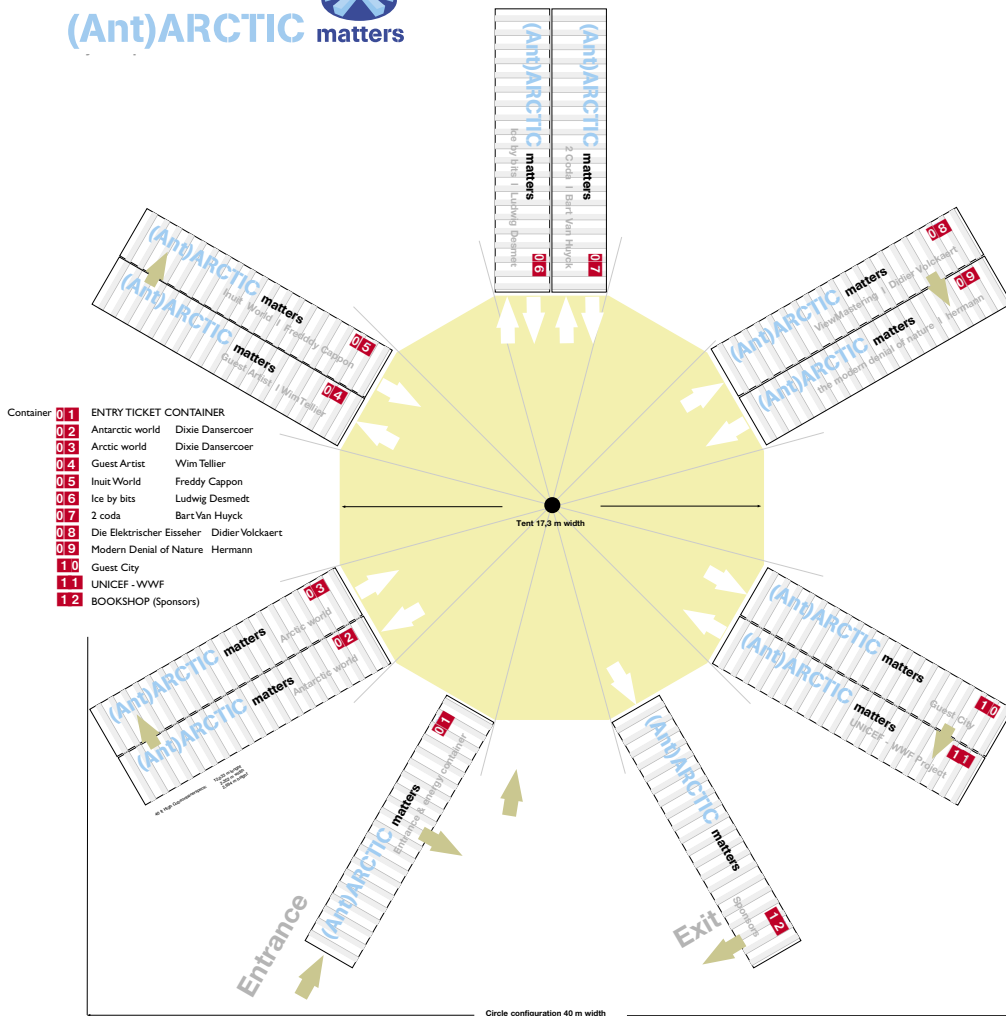 (Ant)ARCTIC matters
(Ant)ARCTIC matters
Ice by bits I Ludwig Desmet
06
(Ant)ARCTIC matters
2 Coda I Bart Van Huyck
07
(Ant)ARCTIC matters
Inuit World I Fredddy Cappon
05
(Ant)ARCTIC matters
Guest Artist I Wim Tellier
04
(Ant)ARCTIC matters
ViewMastering I Didier Volckaert
08
(Ant)ARCTIC matters
the modern denial of nature I hermann
09
Container 01 ENTRY TICKET CONTAINER
02 Antarctic world Dixie Dansercoer
03 Arctic world Dixie Dansercoer
04 Guest Artist Wim Tellier
05 Inuit World Freddy Cappon
06 Ice by bits Ludwig Desmedt
07 2 coda Bart Van Huyck
08 Die Elektrischer Eisseher Didier Volckaert
09 Modern Denial of Nature Hermann
10 Guest City
11 UNICEF - WWF
12 BOOKSHOP (Sponsors)
Tent 17,3 m width
(Ant)ARCTIC matters
Arctic world
03
(Ant)ARCTIC matters
Antarctic world
02
(Ant)ARCTIC matters
Guest City
10
(Ant)ARCTIC matters
UNICEF - WWF Project
11
(Ant)ARCTIC matters
Entrance & energy container
01
(Ant)ARCTIC matters
Sponsors
12
Entrance
Exit
Circle configuration 40 m width